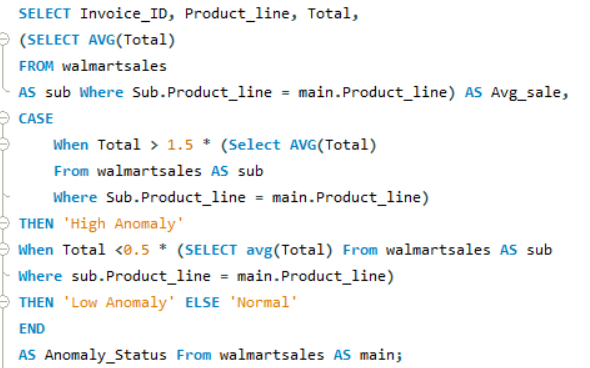 SELECT Invoice_ID, Product_line, Total,
(SELECT AVG(Total)
FROM walmartsales
AS sub Where Sub.Product_line = main.Product_line) AS Avg_sale,
CASE
When Total > 1.5 * (Select AVG(Total)
From walmartsales AS sub
Where Sub.Product_line = main.Product_line)
THEN 'High Anomaly'
When Total <0.5 * (SELECT avg(Total) From walmartsales AS sub
Where sub.Product_line = main.Product_line)
THEN 'Low Anomaly' ELSE 'Normal'
END
AS Anomaly_Status From walmartsales AS main;